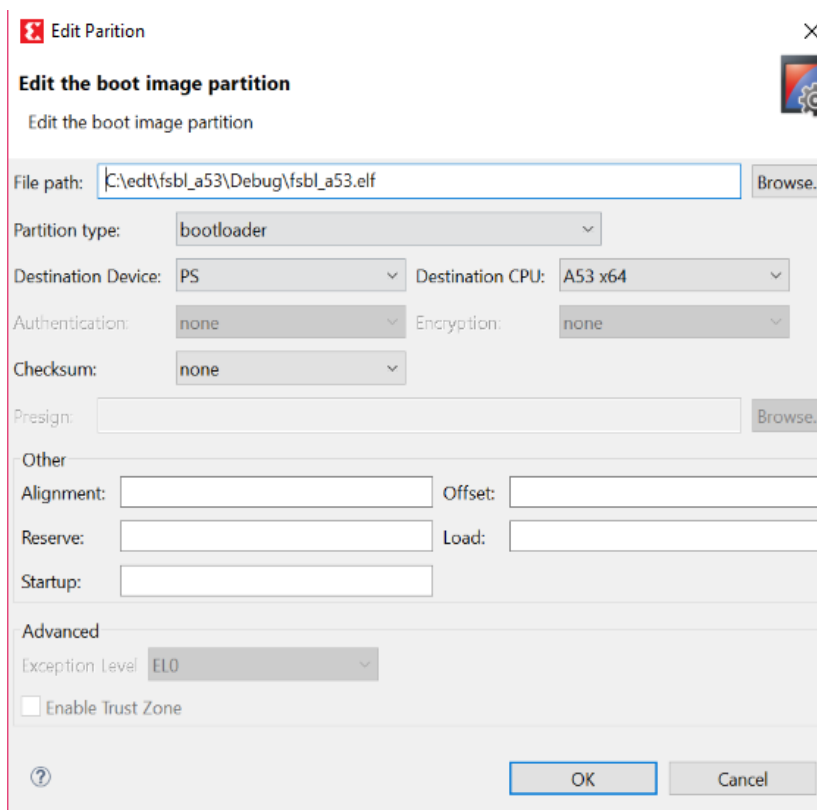 Edit Parition
Edit the boot image partition
Edit the boot image partition
File path: C:\edt\fsbl_a53\Debug\fsbl_a53.elf Browse.
Partition type: bootloader
Destination Device: PS Destination CPU: A53 x64
Authentication: none Encryption: none
Checksum: none
Presign: Browse.
Other
Alignment: Offset:
Reserve: Load:
Startup:
Advanced
Exception Level EL0
Enable Trust Zone
? OK Cancel